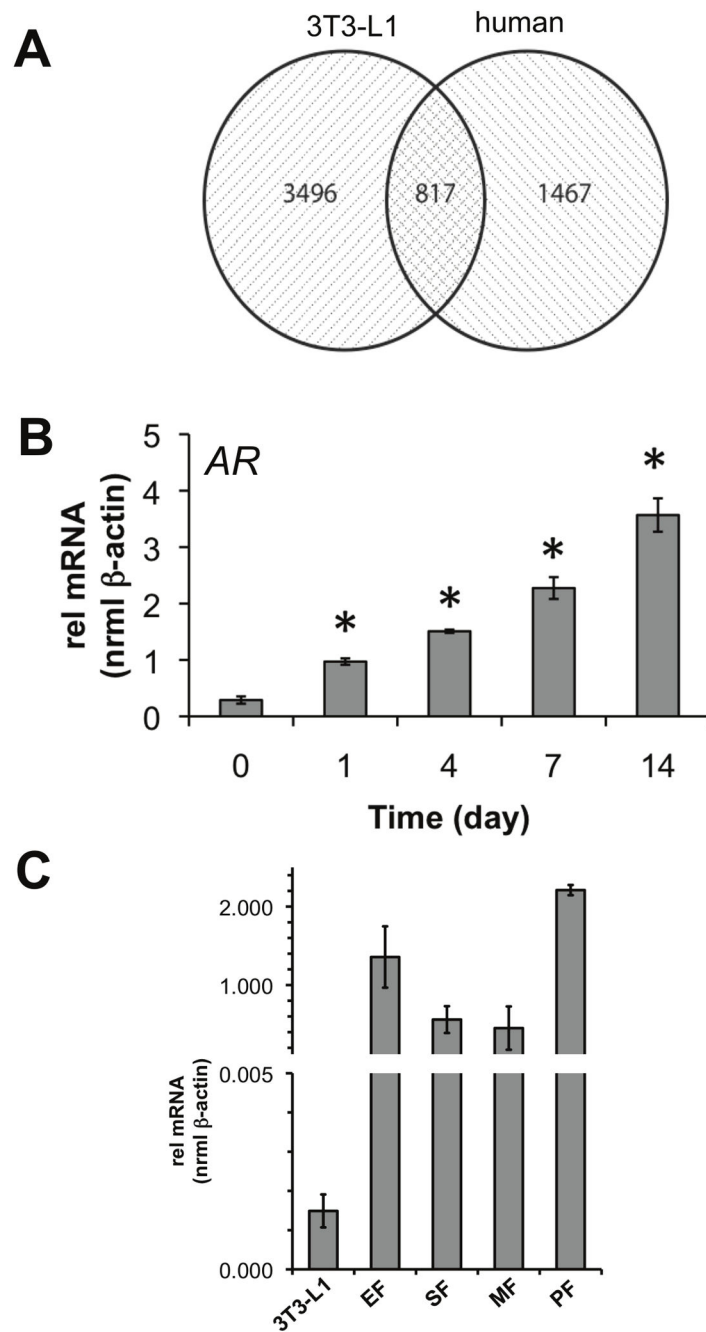 A
3T3-L1 human
3496 817 1467
B
AR
rel mRNA
(nrml β-actin)
5
4
3
2
1
0
* * * *
0 1 4 7 14
Time (day)
C
rel mRNA
(nrml β-actin)
2.000
1.000
0.005
0.000
3T3-L1 EF SF MF PF